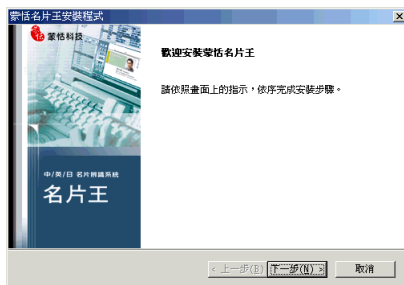 蒙恬名片王安裝程式
蒙恬科技
歡迎安裝蒙恬名片王
請依照畫面上的指示，依序完成安裝步驟。
中/英/日 名片辨識系統
名片王
< 上一步(B)
下一步(N) >
取消